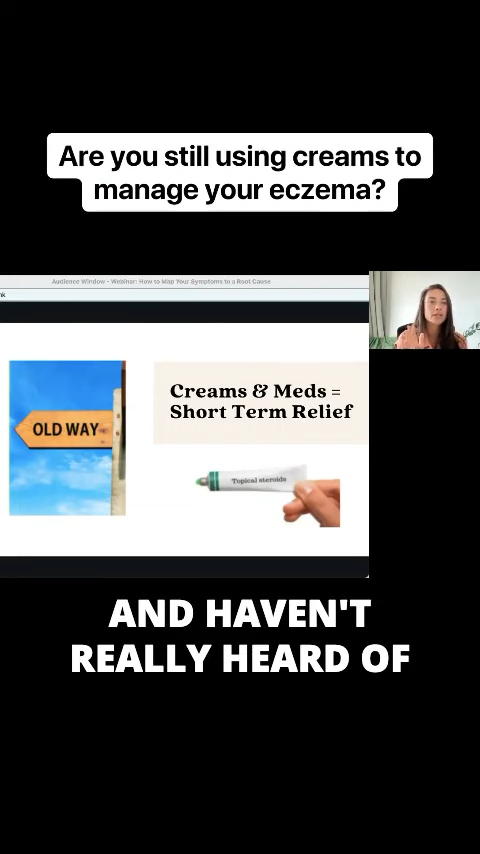 Are you still using creams to
manage your eczema?
Audience Window - Webinar: How to Map Your Symptoms to a Root Cause
nk
OLD WAY
Creams & Meds =
Short Term Relief
Topical steroids
AND HAVEN'T
REALLY HEARD OF